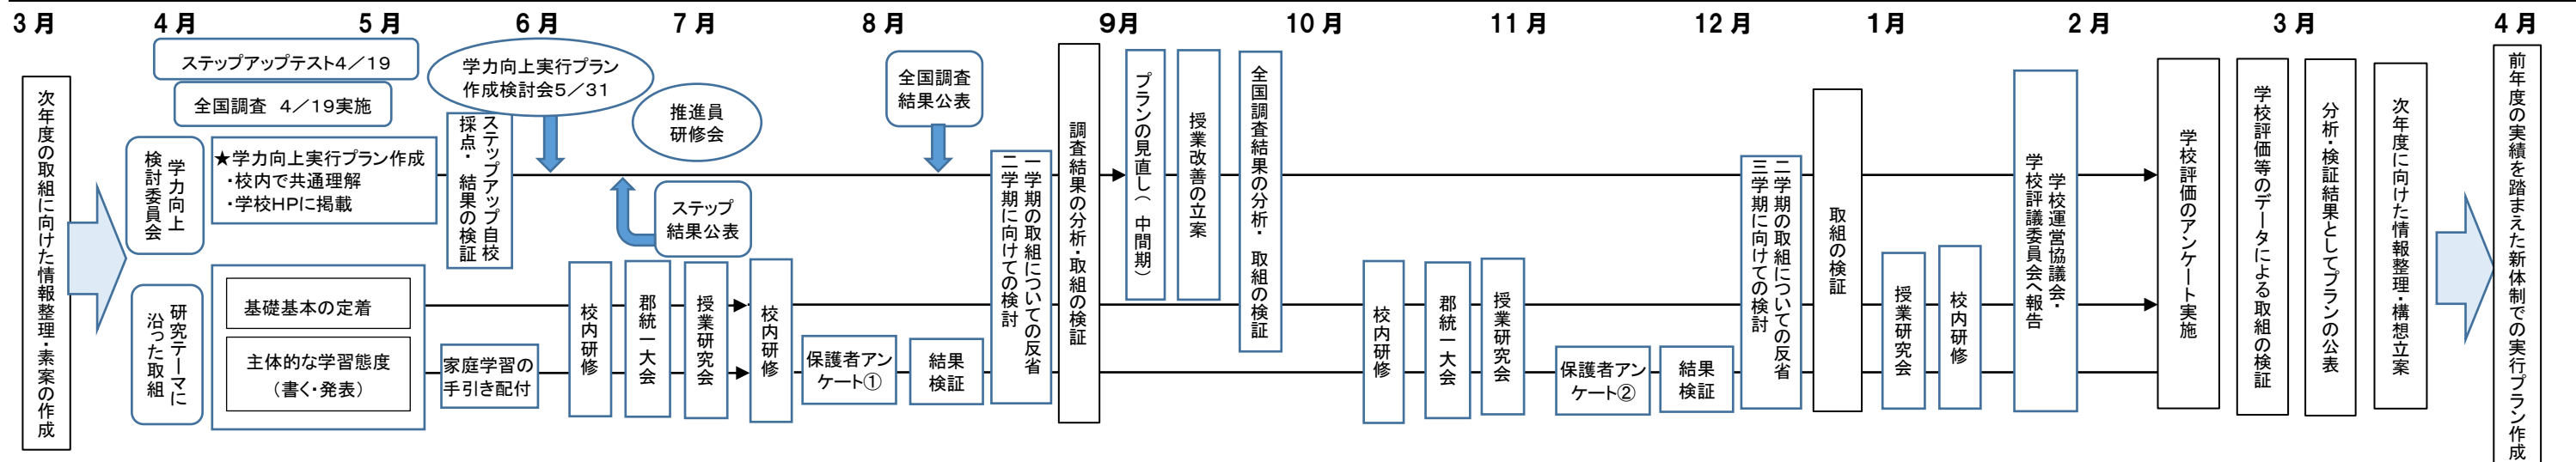 3月
4月
5月
6月
7月
8月
9月
10月
11月
12月
1月
2月
3月
4月
次年度の取組に向けた情報整理・素案の作成
ステップアップテスト4／19
全国調査　4／19実施
学力向上
検討委員会
★学力向上実行プラン作成
・校内で共通理解
・学校HPに掲載
研究テーマに
沿った取組
基礎基本の定着
主体的な学習態度
（書く・発表）
学力向上実行プラン
作成検討会5／31
ステップアップ自校
採点・　結果の検証
家庭学習の
手引き配付
推進員
研修会
ステップ
結果公表
校内研修
郡統一大会
授業研究会
校内研修
全国調査
結果公表
保護者アン
ケート①
結果
検証
一学期の取組についての反省
二学期に向けての検討
調査結果の分析・取組の検証
プランの見直し（　中間期）
授業改善の立案
全国調査結果の分析・　取組の検証
校内研修
郡統一大会
授業研究会
保護者アン
ケート②
結果
検証
二学期の取組についての反省
三学期に向けての検討
取組の検証
授業研究会
校内研修
学校運営協議会・
学校評議委員会へ報告
学校評価のアンケート実施
学校評価等のデータによる取組の検証
分析・検証結果としてプランの公表
次年度に向けた情報整理・構想立案
前年度の実績を踏まえた新体制での実行プラン作成